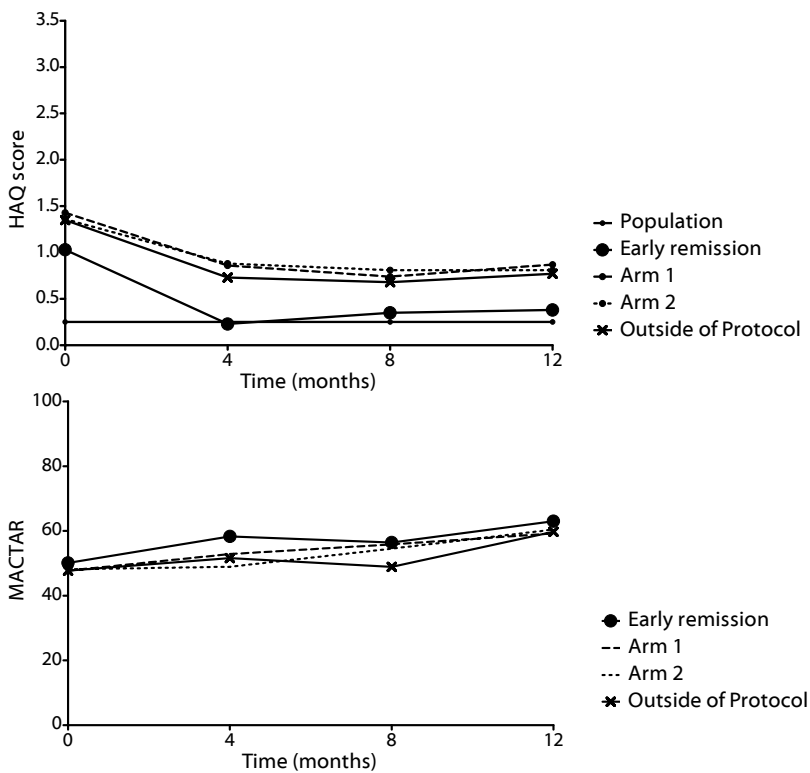 3.5
3.0
2.5
2.0
1.5
1.0
0.5
0.0
HAQ score
0 4 8 12
Time (months)
Population
Early remission
Arm 1
Arm 2
Outside of Protocol
100
80
60
40
20
0
MACTAR
0 4 8 12
Time (months)
Early remission
Arm 1
Arm 2
Outside of Protocol